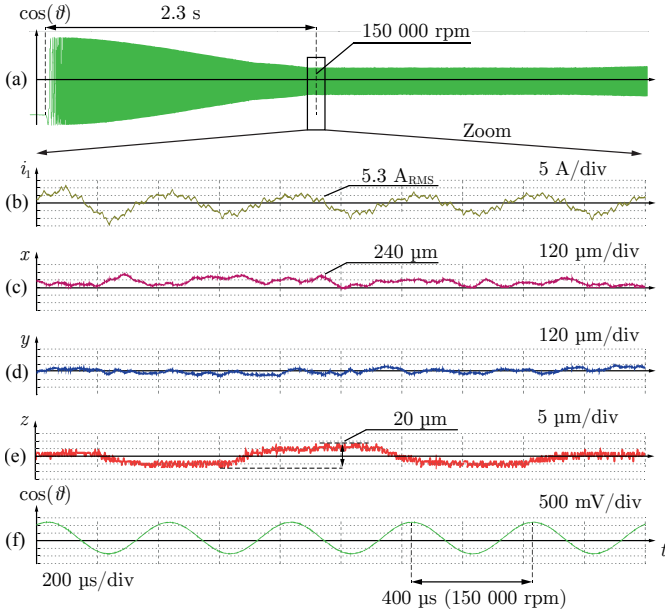 cos(ϑ)
2.3 s
150 000 rpm
(a)
Zoom
i₁
5.3 A_RMS
5 A/div
(b)
x
240 µm
120 µm/div
(c)
y
120 µm/div
(d)
z
20 µm
5 µm/div
(e)
cos(ϑ)
500 mV/div
(f)
t
200 µs/div
400 µs (150 000 rpm)